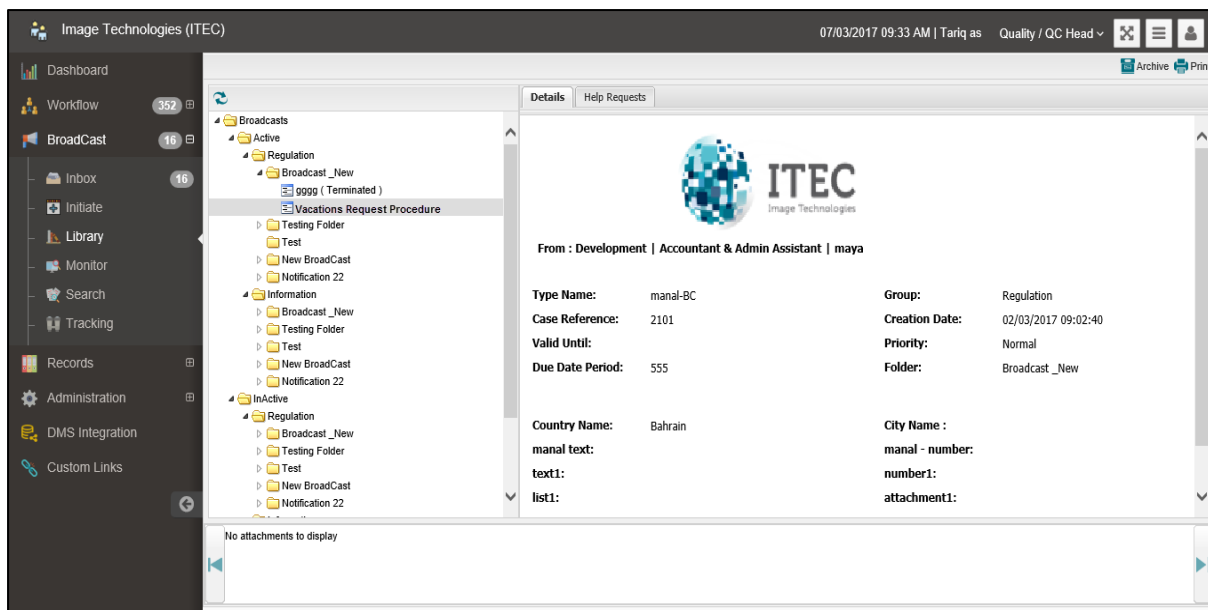 Image Technologies (ITEC)
07/03/2017 09:33 AM | Tariq as Quality / QC Head
Archive Prin
Dashboard
Workflow 352
BroadCast 16
Inbox 16
Initiate
Library
Monitor
Search
Tracking
Records
Administration
DMS Integration
Custom Links
Broadcasts
Active
Regulation
Broadcast _New
gggg ( Terminated )
Vacations Request Procedure
Testing Folder
Test
New BroadCast
Notification 22
Information
Broadcast _New
Testing Folder
Test
New BroadCast
Notification 22
InActive
Regulation
Broadcast _New
Testing Folder
Test
New BroadCast
Notification 22
Details Help Requests
ITEC
Image Technologies
From : Development | Accountant & Admin Assistant | maya
Type Name: manal-BC Group: Regulation
Case Reference: 2101 Creation Date: 02/03/2017 09:02:40
Valid Until: Priority: Normal
Due Date Period: 555 Folder: Broadcast _New
Country Name: Bahrain City Name :
manal text: manal - number:
text1: number1:
list1: attachment1:
No attachments to display